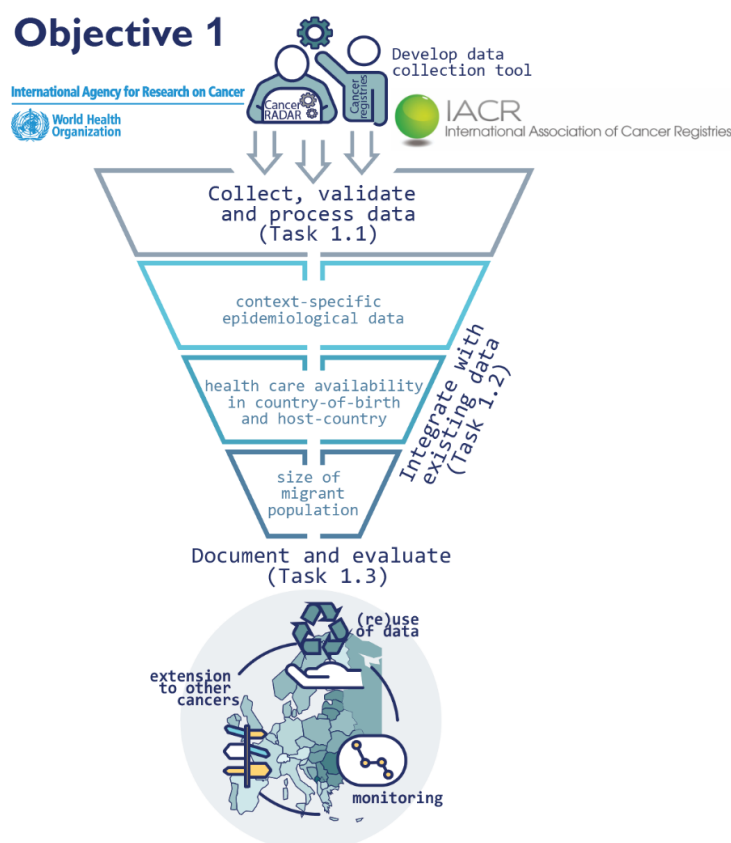 Objective 1
Develop data
collection tool
International Agency for Research on Cancer
World Health
Organization
Cancer
RADAR
Cancer
registries
IACR
International Association of Cancer Registries
Collect, validate
and process data
(Task 1.1)
context-specific
epidemiological data
health care availability
in country-of-birth
and host-country
size of
migrant
population
Integrate with
existing data
(Task 1.2)
Document and evaluate
(Task 1.3)
(re)use
of data
extension
to other
cancers
monitoring